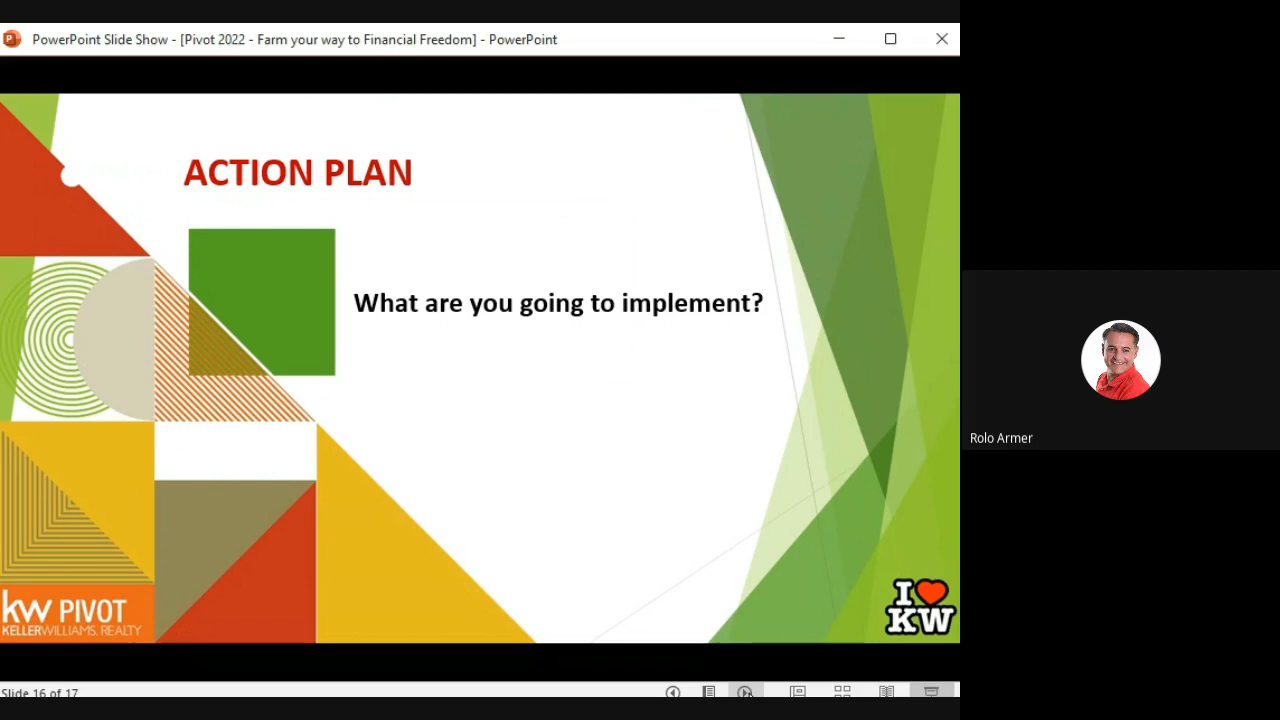 PowerPoint Slide Show - [Pivot 2022 - Farm your way to Financial Freedom] - PowerPoint
ACTION PLAN
What are you going to implement?
Rolo Armer
kw PIVOT
KELLERWILLIAMS. REALTY
I
KW
Slide 16 of 17